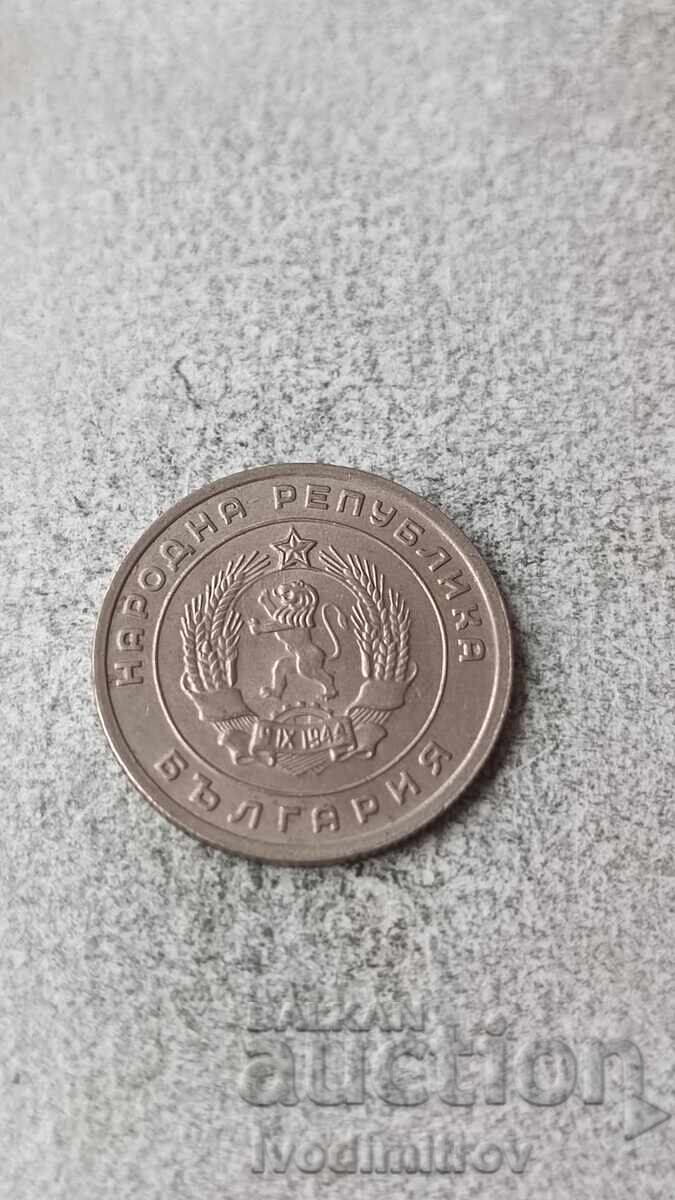 НАРОДНА РЕПУБЛИКА
9 IX 1944
БЪЛГАРИЯ
BALKAN
auction
Ivodimitrov